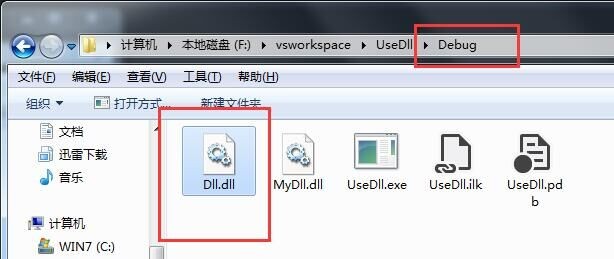 计算机 ▸ 本地磁盘 (F:) ▸ vsworkspace ▸ UseDll ▸ Debug
文件(F) 编辑(E) 查看(V) 工具(T) 帮助(H)
组织 打开方式... 新建文件夹
文档
迅雷下载
音乐
计算机
WIN7 (C:)
Dll.dll MyDll.dll UseDll.exe UseDll.ilk UseDll.pd
b